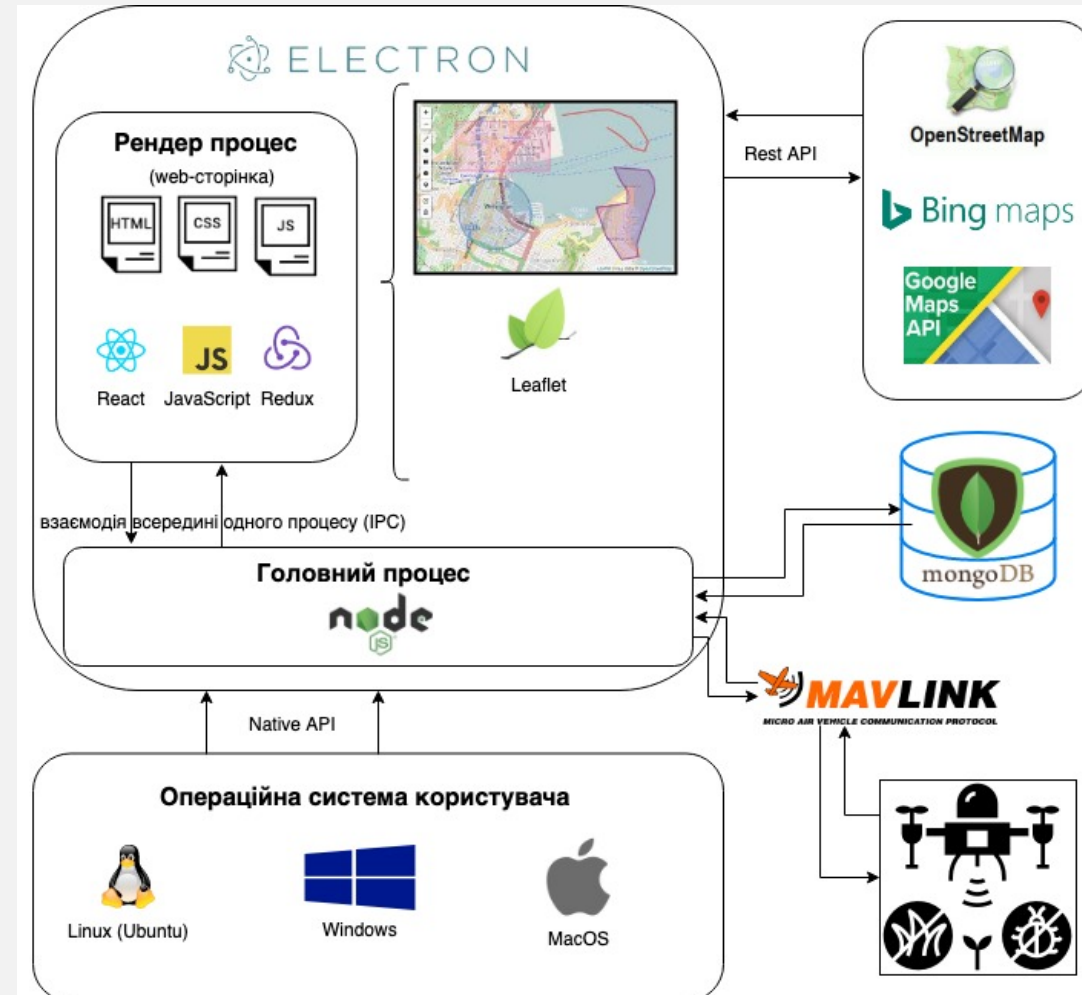 ELECTRON
Рендер процес
(web-сторінка)
HTML
CSS
JS
JS
React
JavaScript
Redux
Leaflet
Rest API
OpenStreetMap
Bing maps
Google
Maps
API
взаємодія всередині одного процесу (IPC)
Головний процес
node
JS
mongoDB
MAVLINK
MICRO AIR VEHICLE COMMUNICATION PROTOCOL
Native API
Операційна система користувача
Linux (Ubuntu)
Windows
MacOS